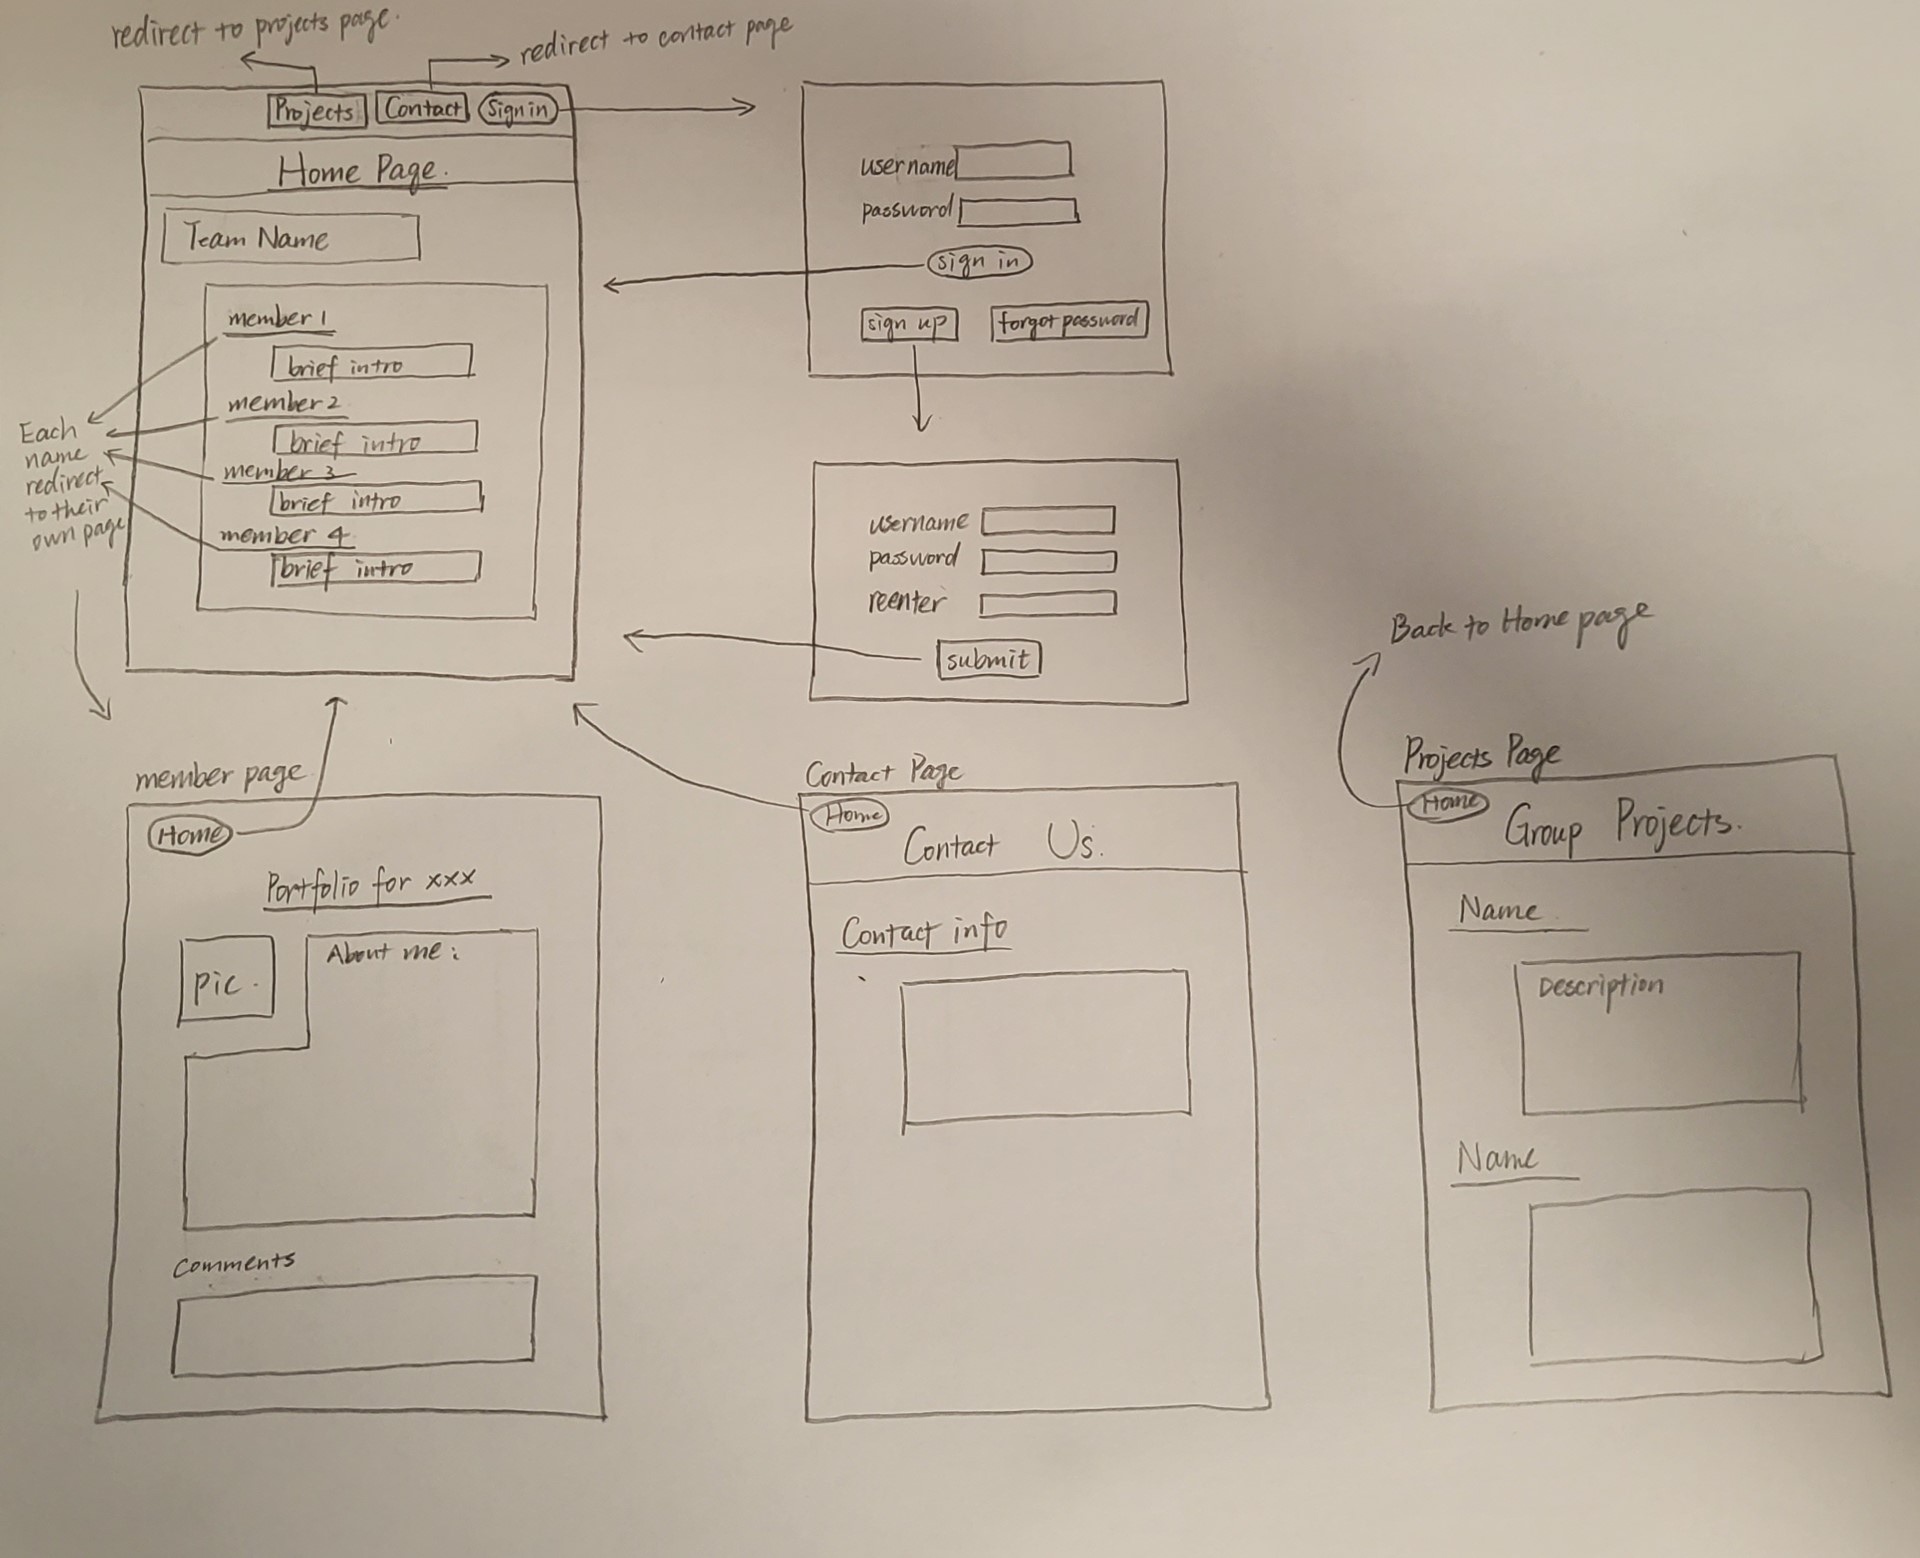 redirect to projects page.
redirect to contact page
Projects Contact Sign in
Home Page.
Team Name
member 1
brief intro
member 2
brief intro
member 3
brief intro
member 4
brief intro
Each
name
redirect
to their
own page
username
password
sign in
sign up forgot password
username
password
reenter
submit
member page
Home
Portfolio for xxx
pic.
About me:
Comments
Contact Page
Home
Contact Us.
Contact info
Back to Home page
Projects Page
Home
Group Projects.
Name
Description
Name